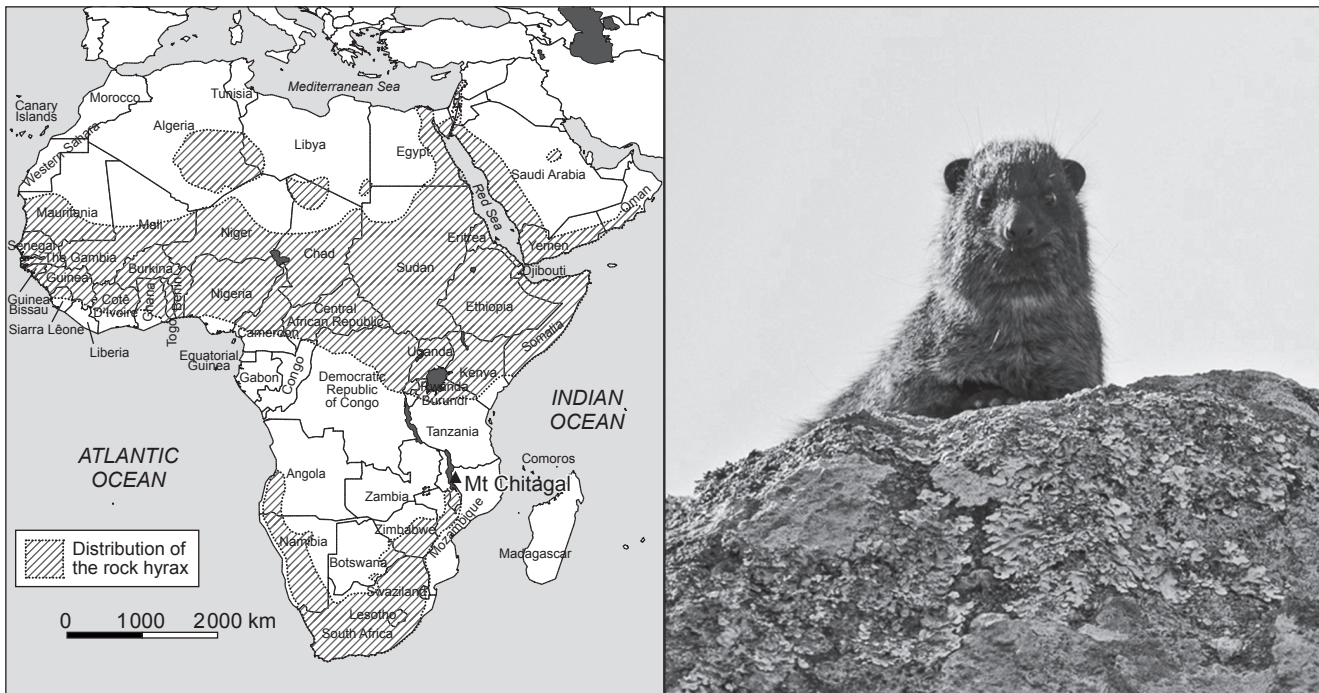 Mediterranean Sea
Canary
Islands
Morocco
Tunisia
Algeria
Libya
Egypt
Western Sahara
Saudi Arabia
Red Sea
Oman
Mauritania
Mali
Niger
Chad
Sudan
Eritrea
Yemen
Senegal
The Gambia
Burkina
Djibouti
Guinea
Guinea
Bissau
Siarra Lêone
Liberia
Cotê
D'Ivoire
Ghana
Togo
Benin
Nigeria
Central
African Republic
Ethiopia
Somalia
Cameroon
Equatorial
Guinea
Gabon
Congo
Democratic
Republic
of Congo
Uganda
Kenya
Rwanda
Burundi
Tanzania
INDIAN
OCEAN
ATLANTIC
OCEAN
Angola
Zambia
Comoros
Mt Chitagal
Mozambique
Zimbabwe
Namibia
Botswana
Madagascar
Swaziland
Lesotho
South Africa
Distribution of
the rock hyrax
0 1000 2000 km